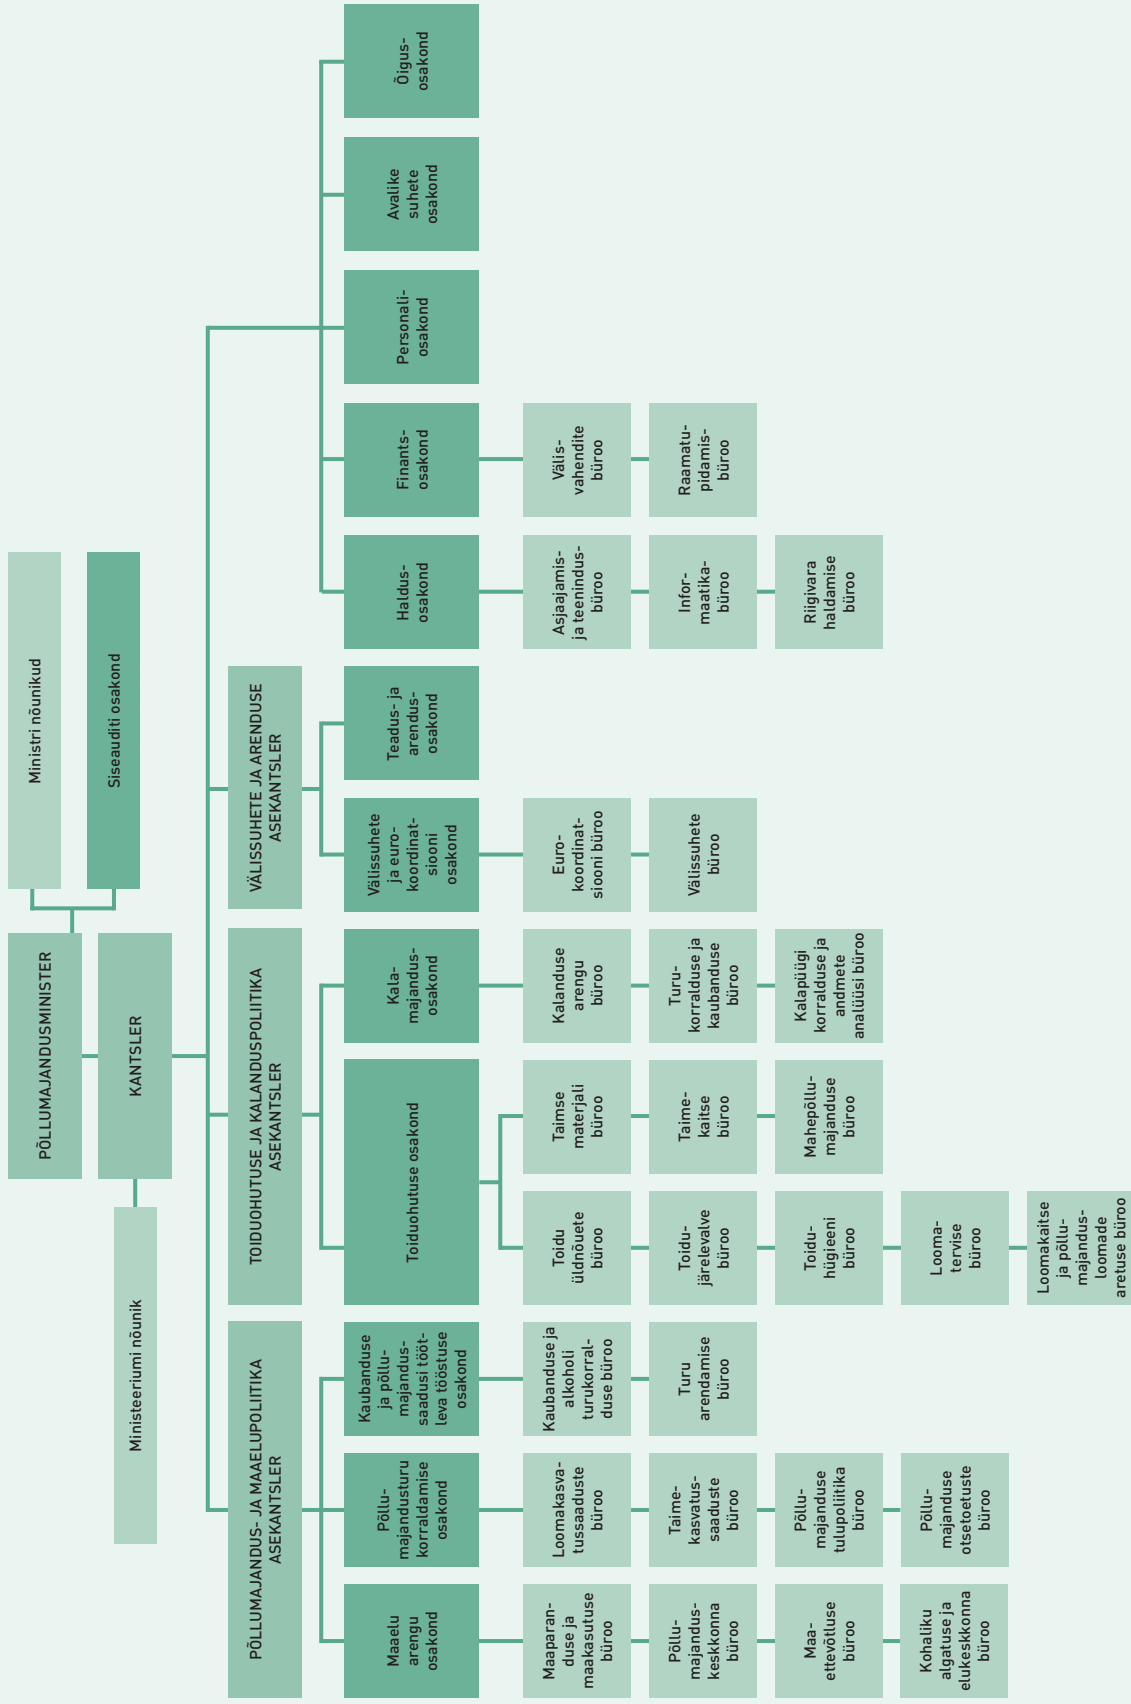 Ministri nõunikud
Siseauditi osakond
PÕLLUMAJANDUSMINISTER
KANTSLER
Ministeeriumi nõunik
PÕLLUMAJANDUS- JA MAAELUPOLIITIKA
ASEKANTSLER
TOIDUOHUTUSE JA KALANDUSPOLIITIKA
ASEKANTSLER
VÄLISSUHETE JA ARENDUSE
ASEKANTSLER
Maaelu
arengu
osakond
Põllu-
majandusturu
korraldamise
osakond
Kaubanduse
ja põllu-
majandus-
saadusi tööt-
leva tööstuse
osakond
Toiduohutuse osakond
Kala-
majandus-
osakond
Välissuhete
ja euro-
koordinat-
siooni
osakond
Teadus- ja
arendus-
osakond
Haldus-
osakond
Finants-
osakond
Personali-
osakond
Avalike
suhete
osakond
Õigus-
osakond
Maaparan-
duse ja
maakasutuse
büroo
Loomakasva-
tussaaduste
büroo
Kaubanduse ja
alkoholi
turukorral-
duse büroo
Toidu
üldnõuete
büroo
Taimse
materjali
büroo
Kalanduse
arengu
büroo
Euro-
koordinat-
siooni büroo
Asjaajamis-
ja teenindus-
büroo
Välis-
vahendite
büroo
Põllu-
majandus-
keskkonna
büroo
Taime-
kasvatus-
saaduste
büroo
Turu
arendamise
büroo
Toidu-
järelevalve
büroo
Taime-
kaitse
büroo
Turu-
korralduse ja
kaubanduse
büroo
Välissuhete
büroo
Infor-
maatika-
büroo
Raamatu-
pidamis-
büroo
Maa-
ettevõtluse
büroo
Põllu-
majanduse
tulupoliitika
büroo
Toidu-
hügieeni
büroo
Mahepõllu-
majanduse
büroo
Kalapüügi
korralduse ja
andmete
analüüsi büroo
Riigivara
haldamise
büroo
Kohaliku
algatuse ja
elukeskkonna
büroo
Põllu-
majanduse
otsetoetuste
büroo
Looma-
tervise
büroo
Loomakaitse
ja põllu-
majandus-
loomade
aretuse büroo